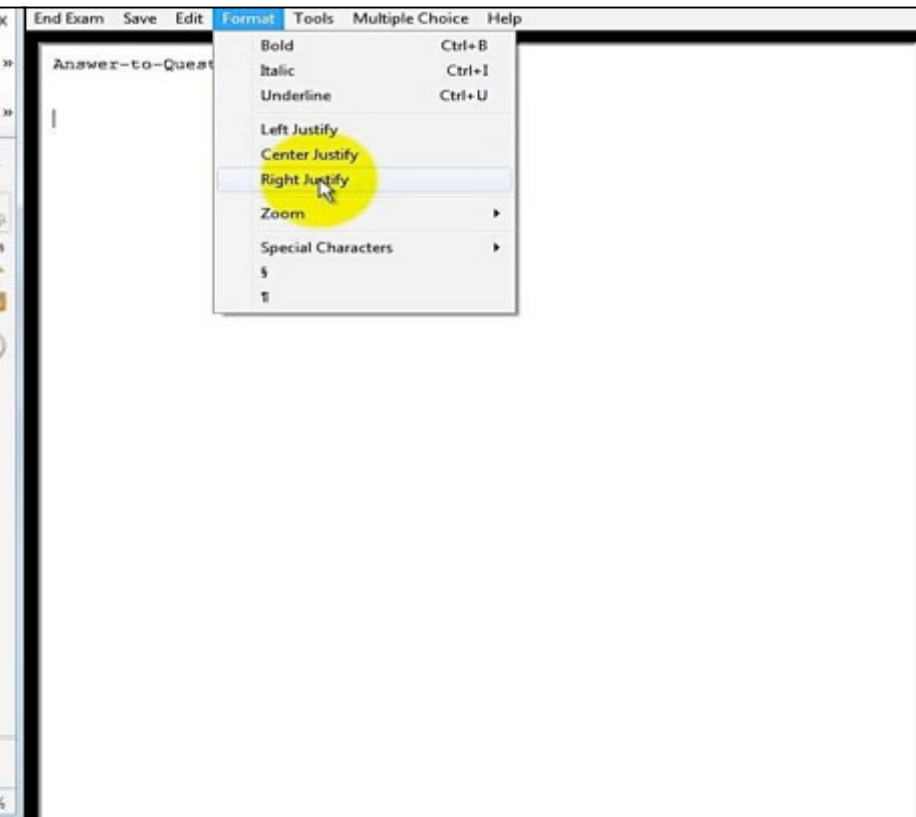 End Exam Save Edit Format Tools Multiple Choice Help
Answer-to-Quest
Bold Ctrl+B
Italic Ctrl+I
Underline Ctrl+U
Left Justify
Center Justify
Right Justify
Zoom
Special Characters
§
¶